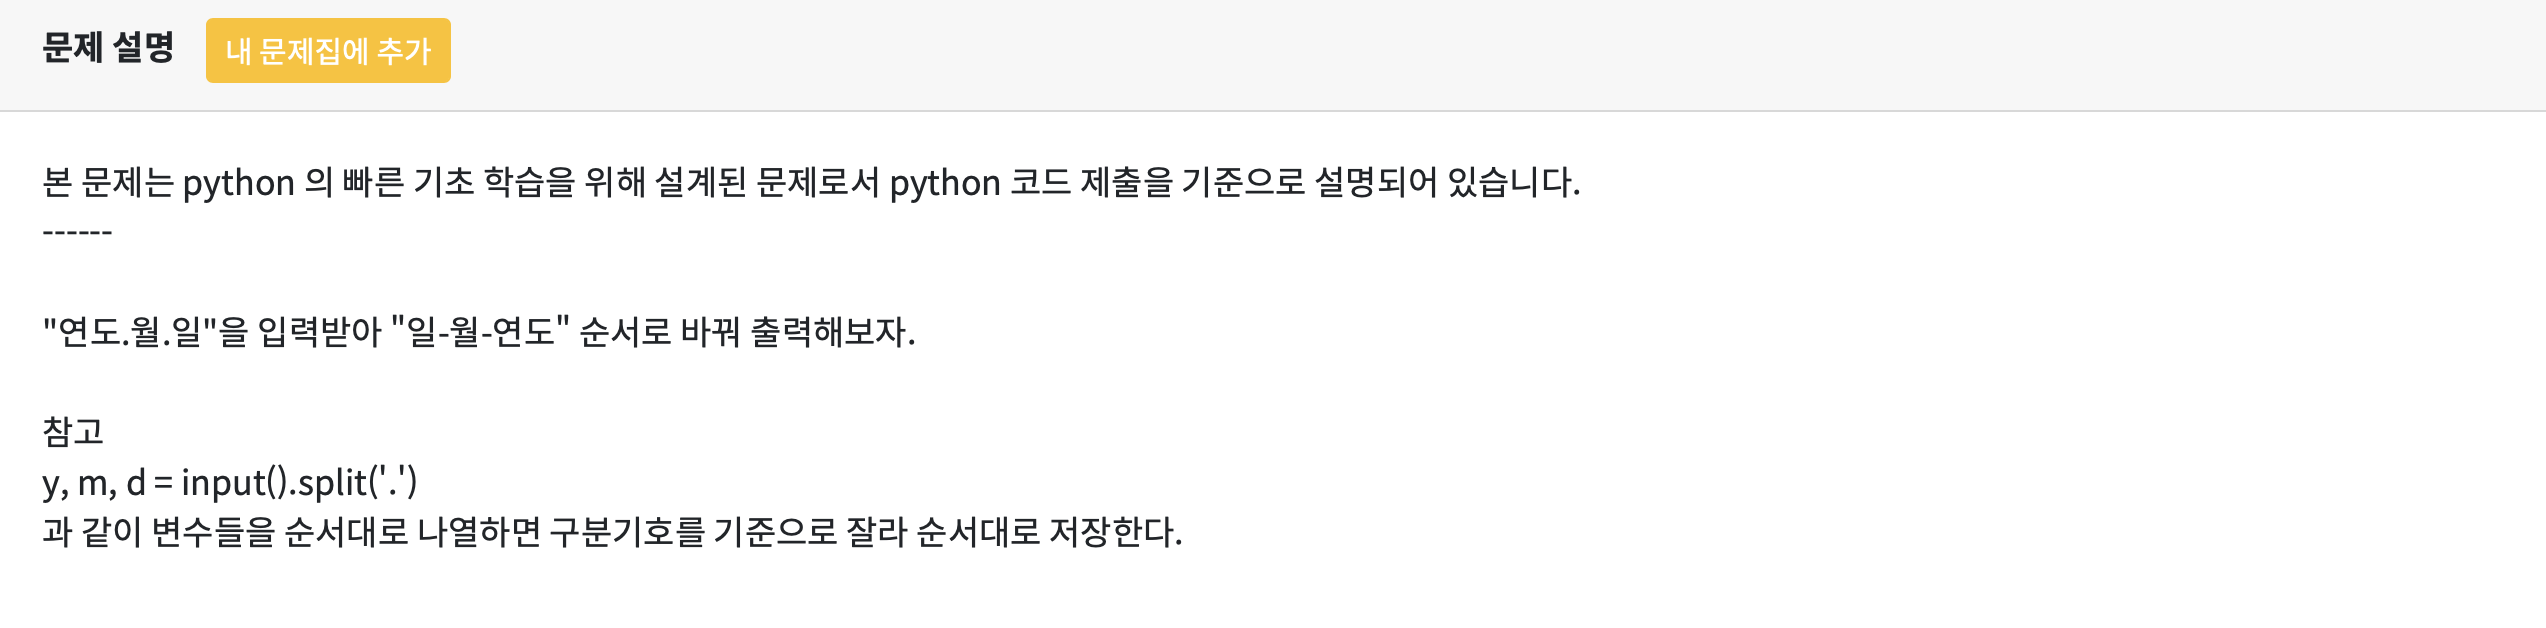 문제 설명
내 문제집에 추가
본 문제는 python 의 빠른 기초 학습을 위해 설계된 문제로서 python 코드 제출을 기준으로 설명되어 있습니다.
------
"연도.월.일"을 입력받아 "일-월-연도" 순서로 바꿔 출력해보자.
참고
y, m, d = input().split('.')
과 같이 변수들을 순서대로 나열하면 구분기호를 기준으로 잘라 순서대로 저장한다.